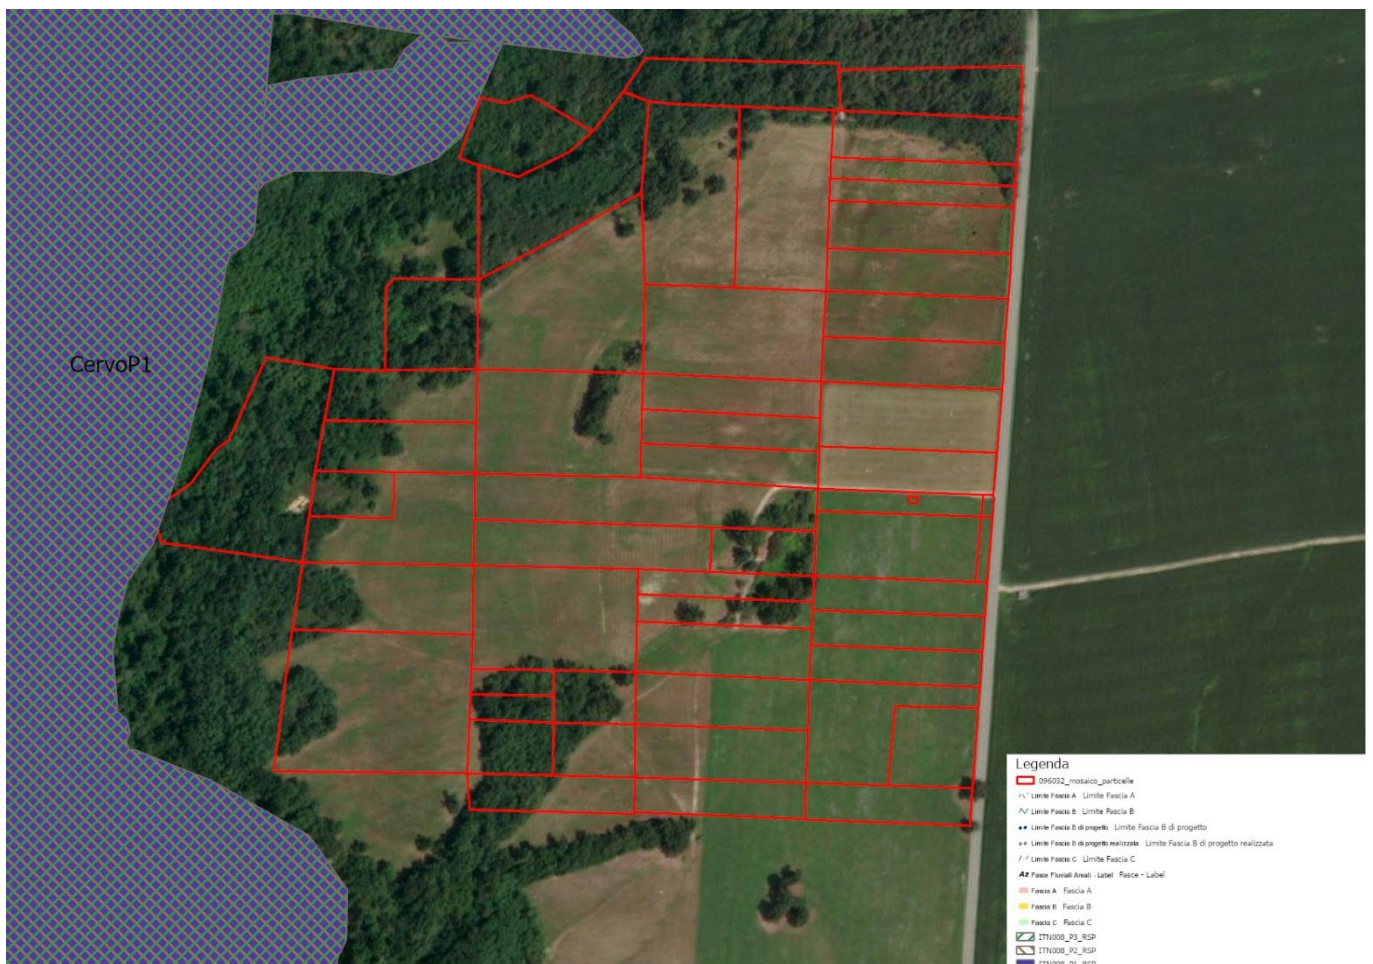 CervoP1
Legenda
096032_mosaico_particelle
Limite Fascia A Limite Fascia A
Limite Fascia B Limite Fascia B
Limite Fascia B di progetto Limite Fascia B di progetto
Limite Fascia B di progetto realizzata Limite Fascia B di progetto realizzata
Limite Fascia C Limite Fascia C
Az Fasce Fluviali Areali - Label Fasce - Label
Fascia A Fascia A
Fascia B Fascia B
Fascia C Fascia C
ITN008_P3_RSP
ITN008_P2_RSP
ITN008_P1_RSP